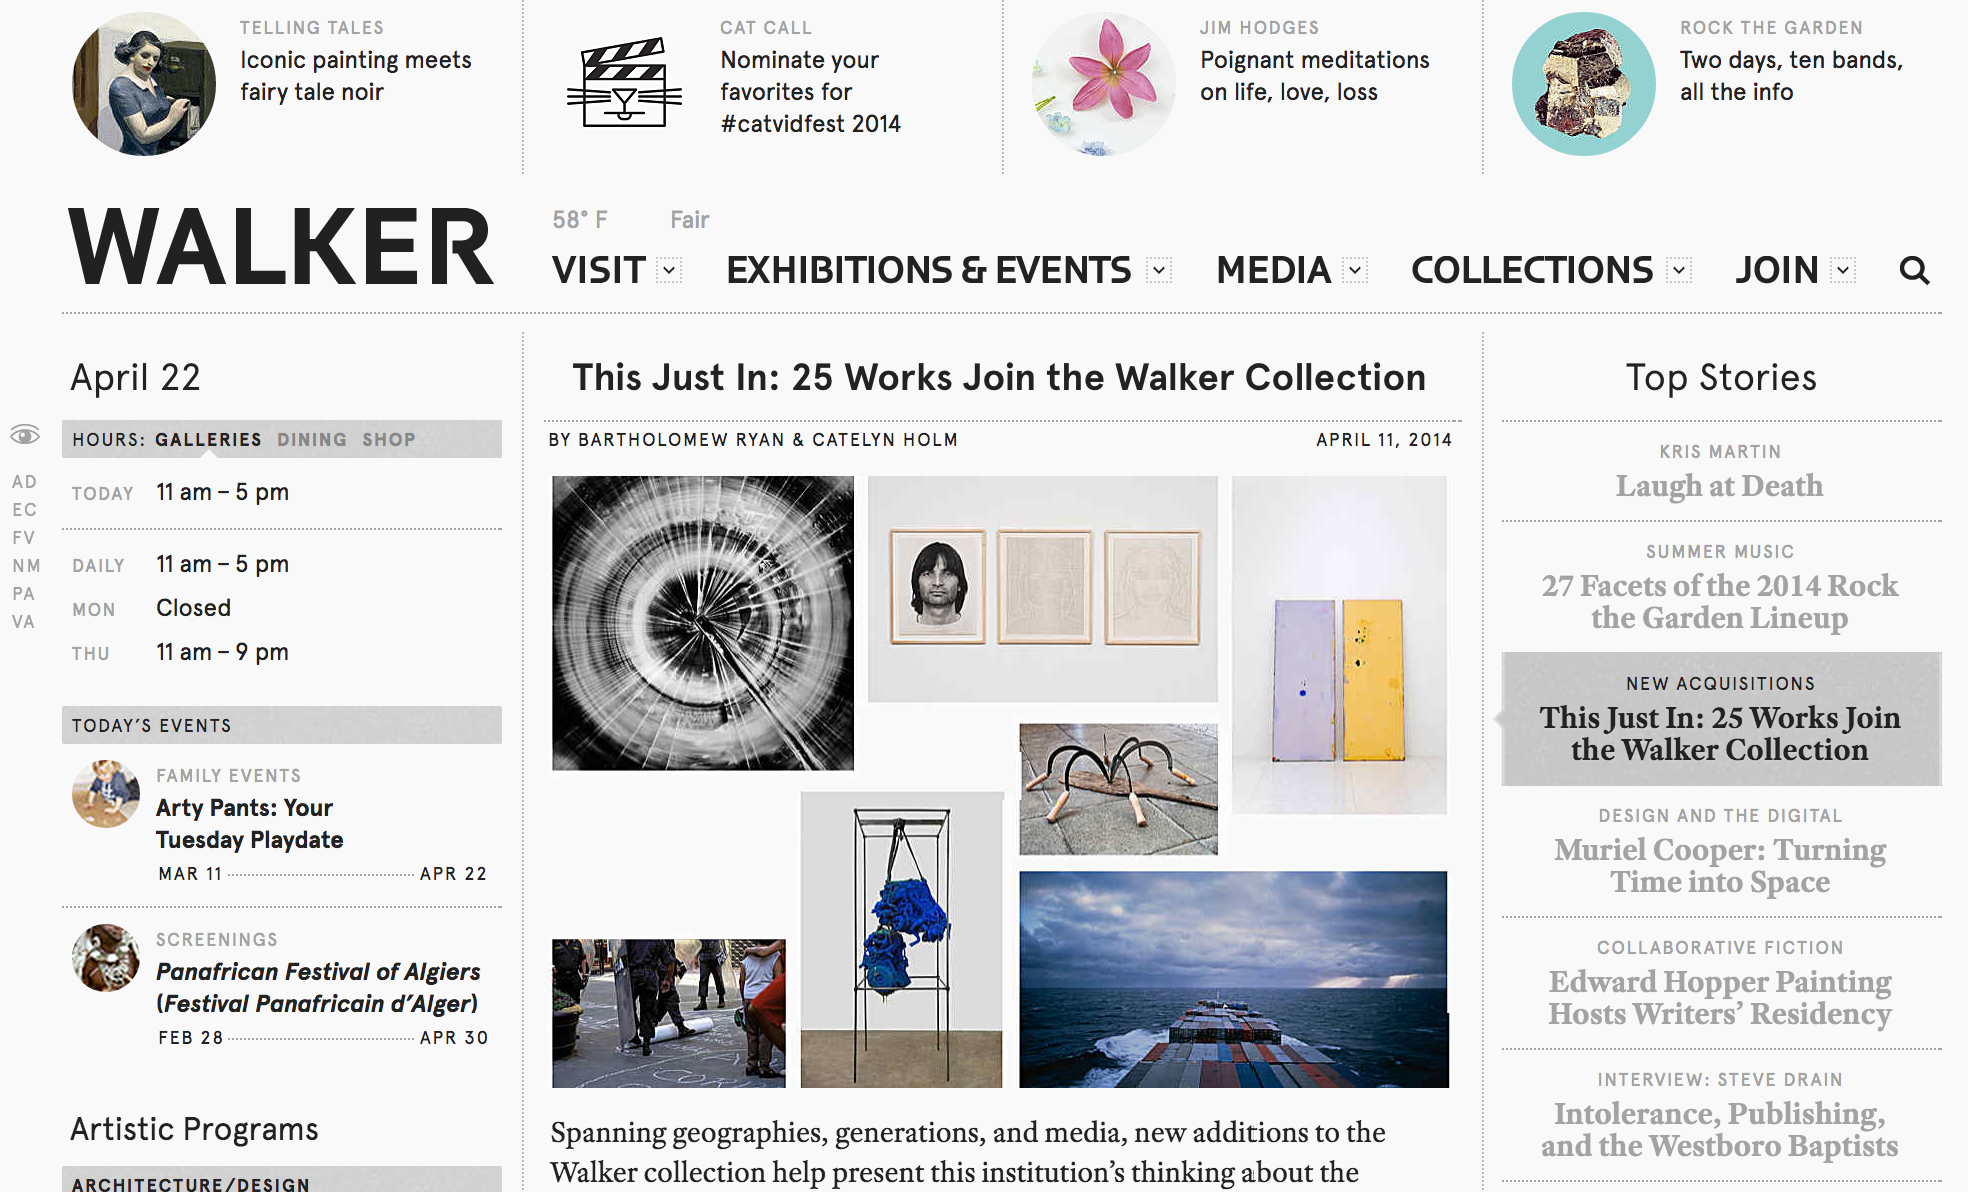 TELLING TALES
Iconic painting meets
fairy tale noir
CAT CALL
Nominate your
favorites for
#catvidfest 2014
JIM HODGES
Poignant meditations
on life, love, loss
ROCK THE GARDEN
Two days, ten bands,
all the info
WALKER
58° F Fair
VISIT EXHIBITIONS & EVENTS MEDIA COLLECTIONS JOIN
April 22
HOURS: GALLERIES DINING SHOP
TODAY 11 am – 5 pm
DAILY 11 am – 5 pm
MON Closed
THU 11 am – 9 pm
AD
EC
FV
NM
PA
VA
TODAY’S EVENTS
FAMILY EVENTS
Arty Pants: Your
Tuesday Playdate
MAR 11 APR 22
SCREENINGS
Panafrican Festival of Algiers
(Festival Panafricain d’Alger)
FEB 28 APR 30
Artistic Programs
ARCHITECTURE/DESIGN
This Just In: 25 Works Join the Walker Collection
BY BARTHOLOMEW RYAN & CATELYN HOLM APRIL 11, 2014
Spanning geographies, generations, and media, new additions to the
Walker collection help present this institution’s thinking about the
Top Stories
KRIS MARTIN
Laugh at Death
SUMMER MUSIC
27 Facets of the 2014 Rock
the Garden Lineup
NEW ACQUISITIONS
This Just In: 25 Works Join
the Walker Collection
DESIGN AND THE DIGITAL
Muriel Cooper: Turning
Time into Space
COLLABORATIVE FICTION
Edward Hopper Painting
Hosts Writers’ Residency
INTERVIEW: STEVE DRAIN
Intolerance, Publishing,
and the Westboro Baptists